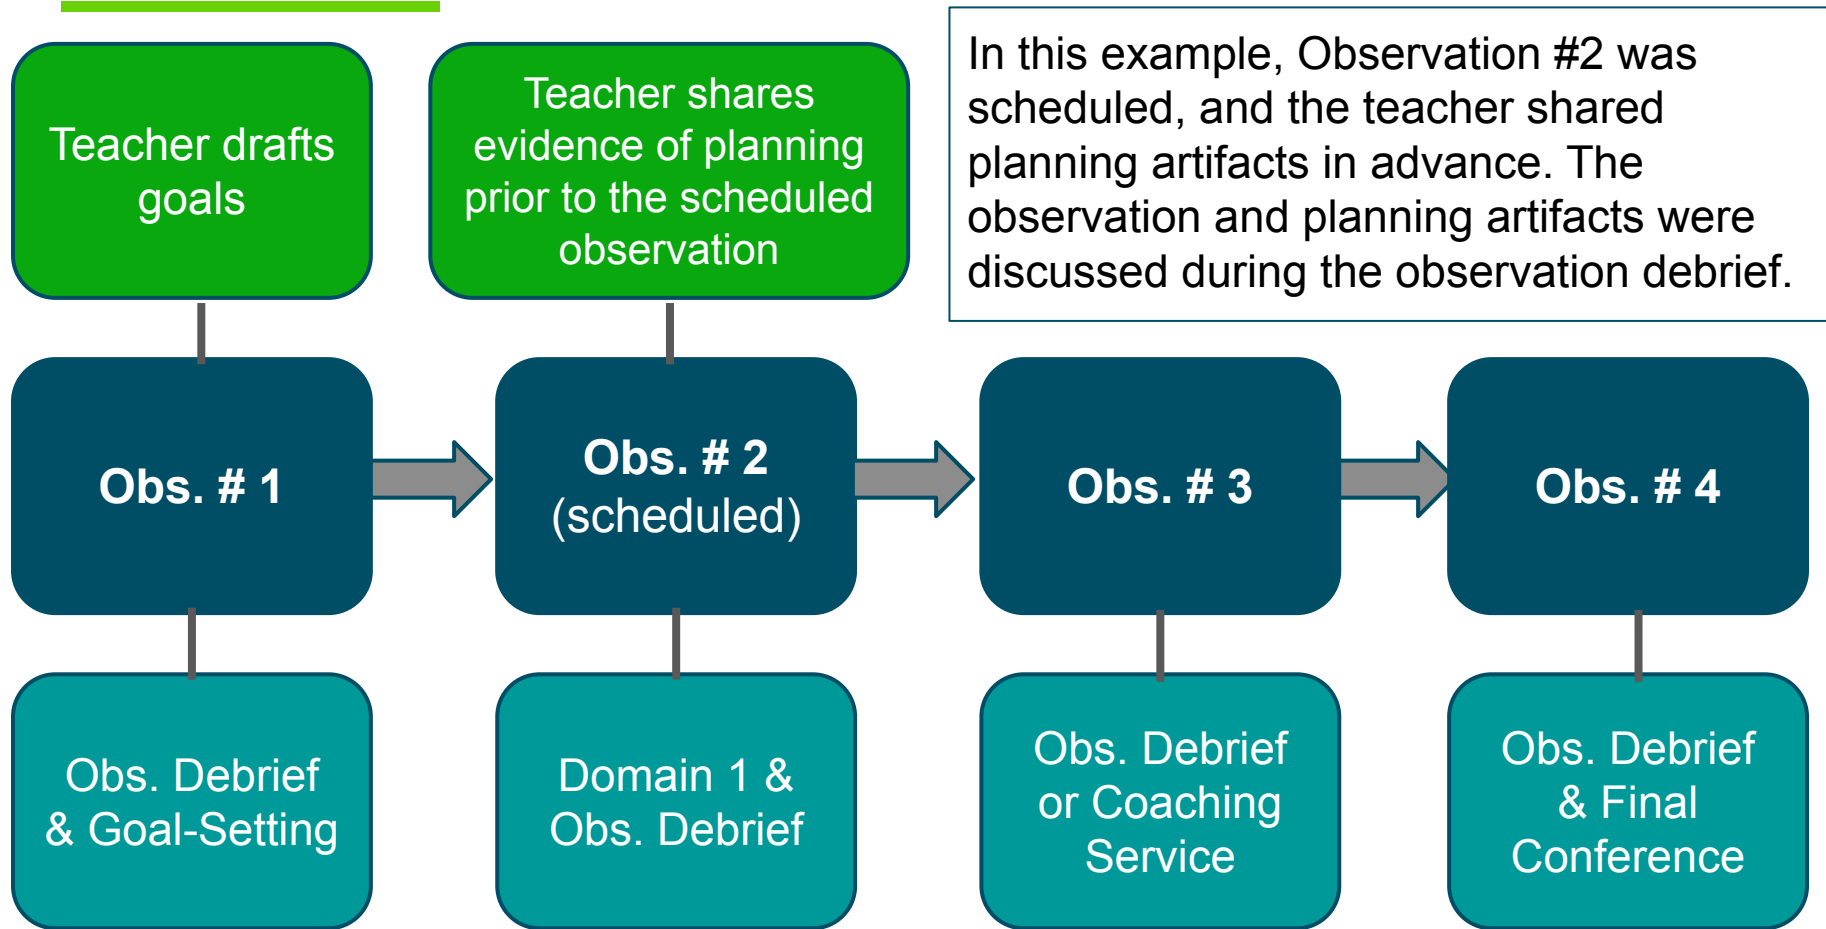 Teacher drafts
goals
Teacher shares
evidence of planning
prior to the scheduled
observation
In this example, Observation #2 was
scheduled, and the teacher shared
planning artifacts in advance. The
observation and planning artifacts were
discussed during the observation debrief.
Obs. # 1
Obs. # 2
(scheduled)
Obs. # 3
Obs. # 4
Obs. Debrief
& Goal-Setting
Domain 1 &
Obs. Debrief
Obs. Debrief
or Coaching
Service
Obs. Debrief
& Final
Conference